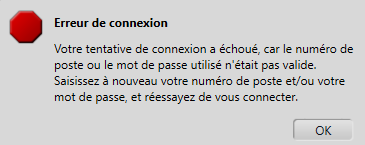 Erreur de connexion
Votre tentative de connexion a échoué, car le numéro de
poste ou le mot de passe utilisé n'était pas valide.
Saisissez à nouveau votre numéro de poste et/ou votre
mot de passe, et réessayez de vous connecter.
OK